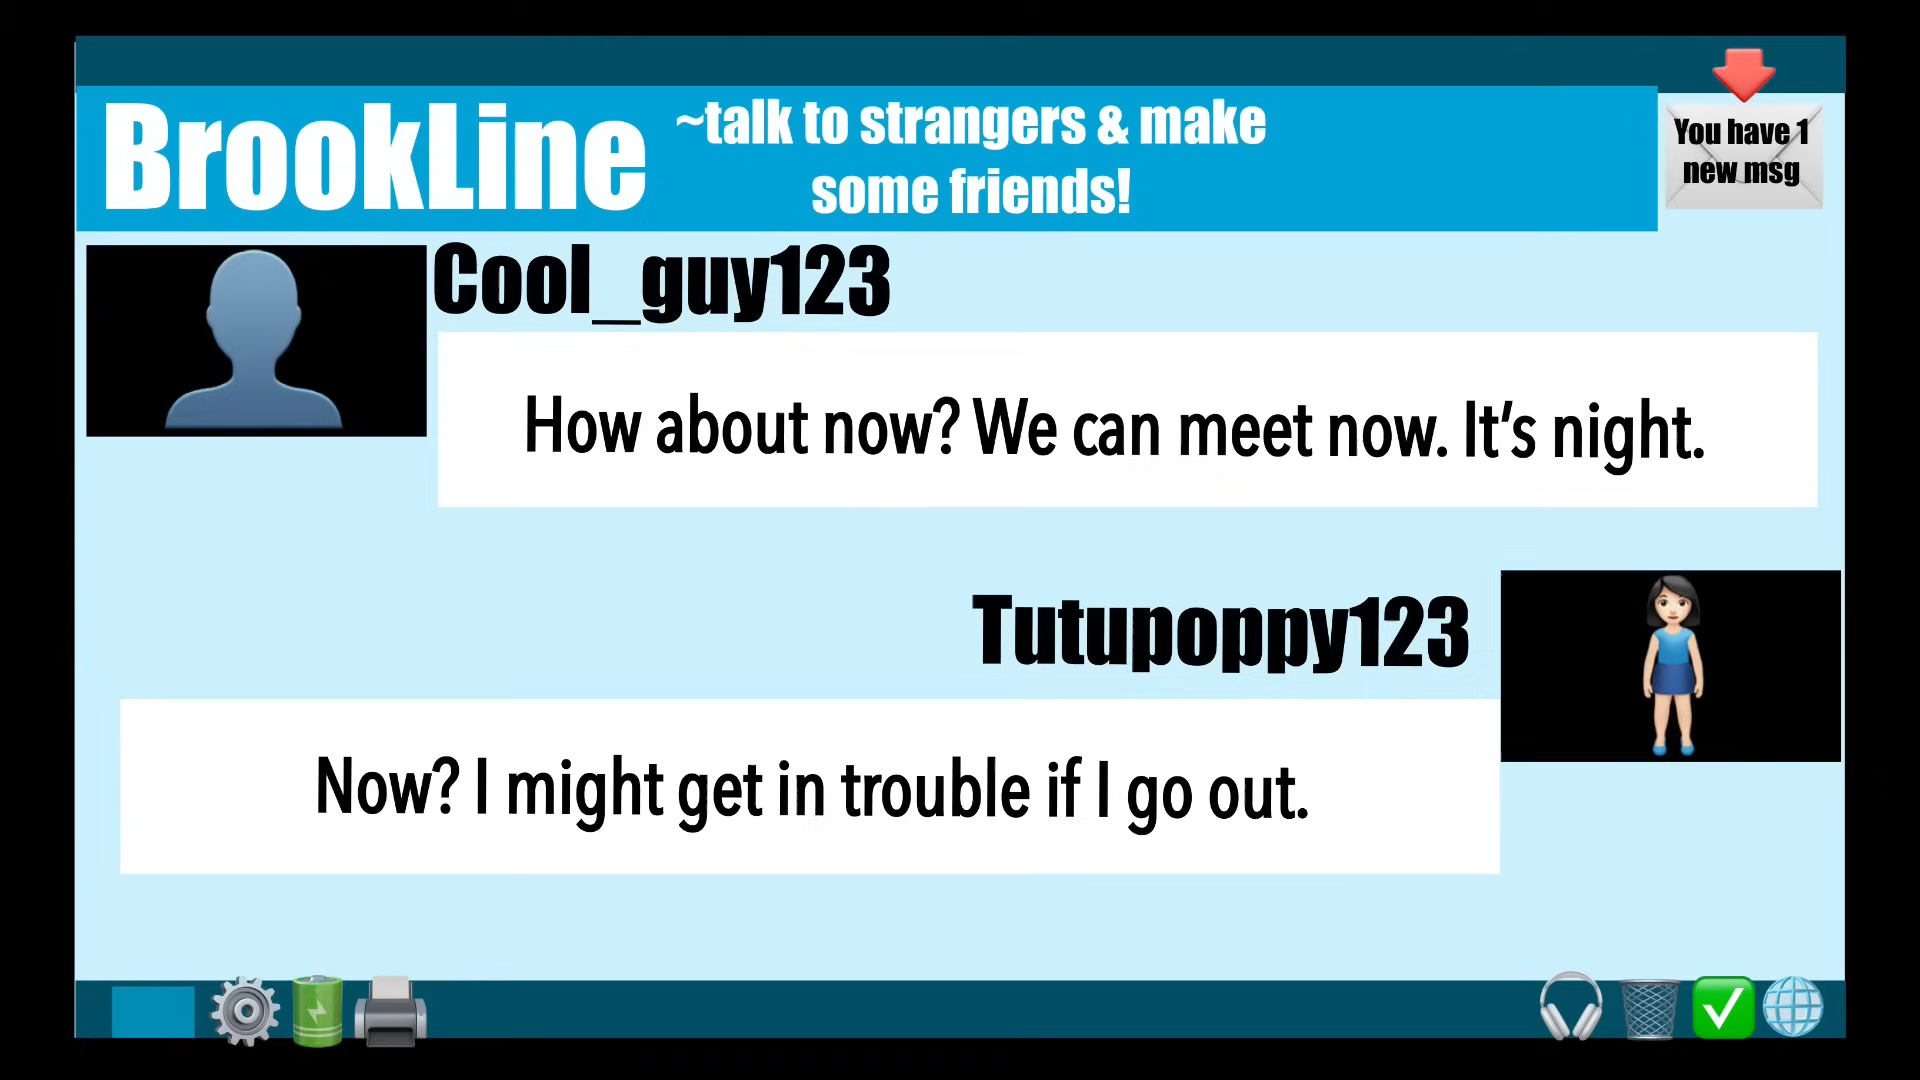 BrookLine
~talk to strangers & make
some friends!
You have 1
new msg
Cool_guy123
How about now? We can meet now. It’s night.
Tutupoppy123
Now? I might get in trouble if I go out.